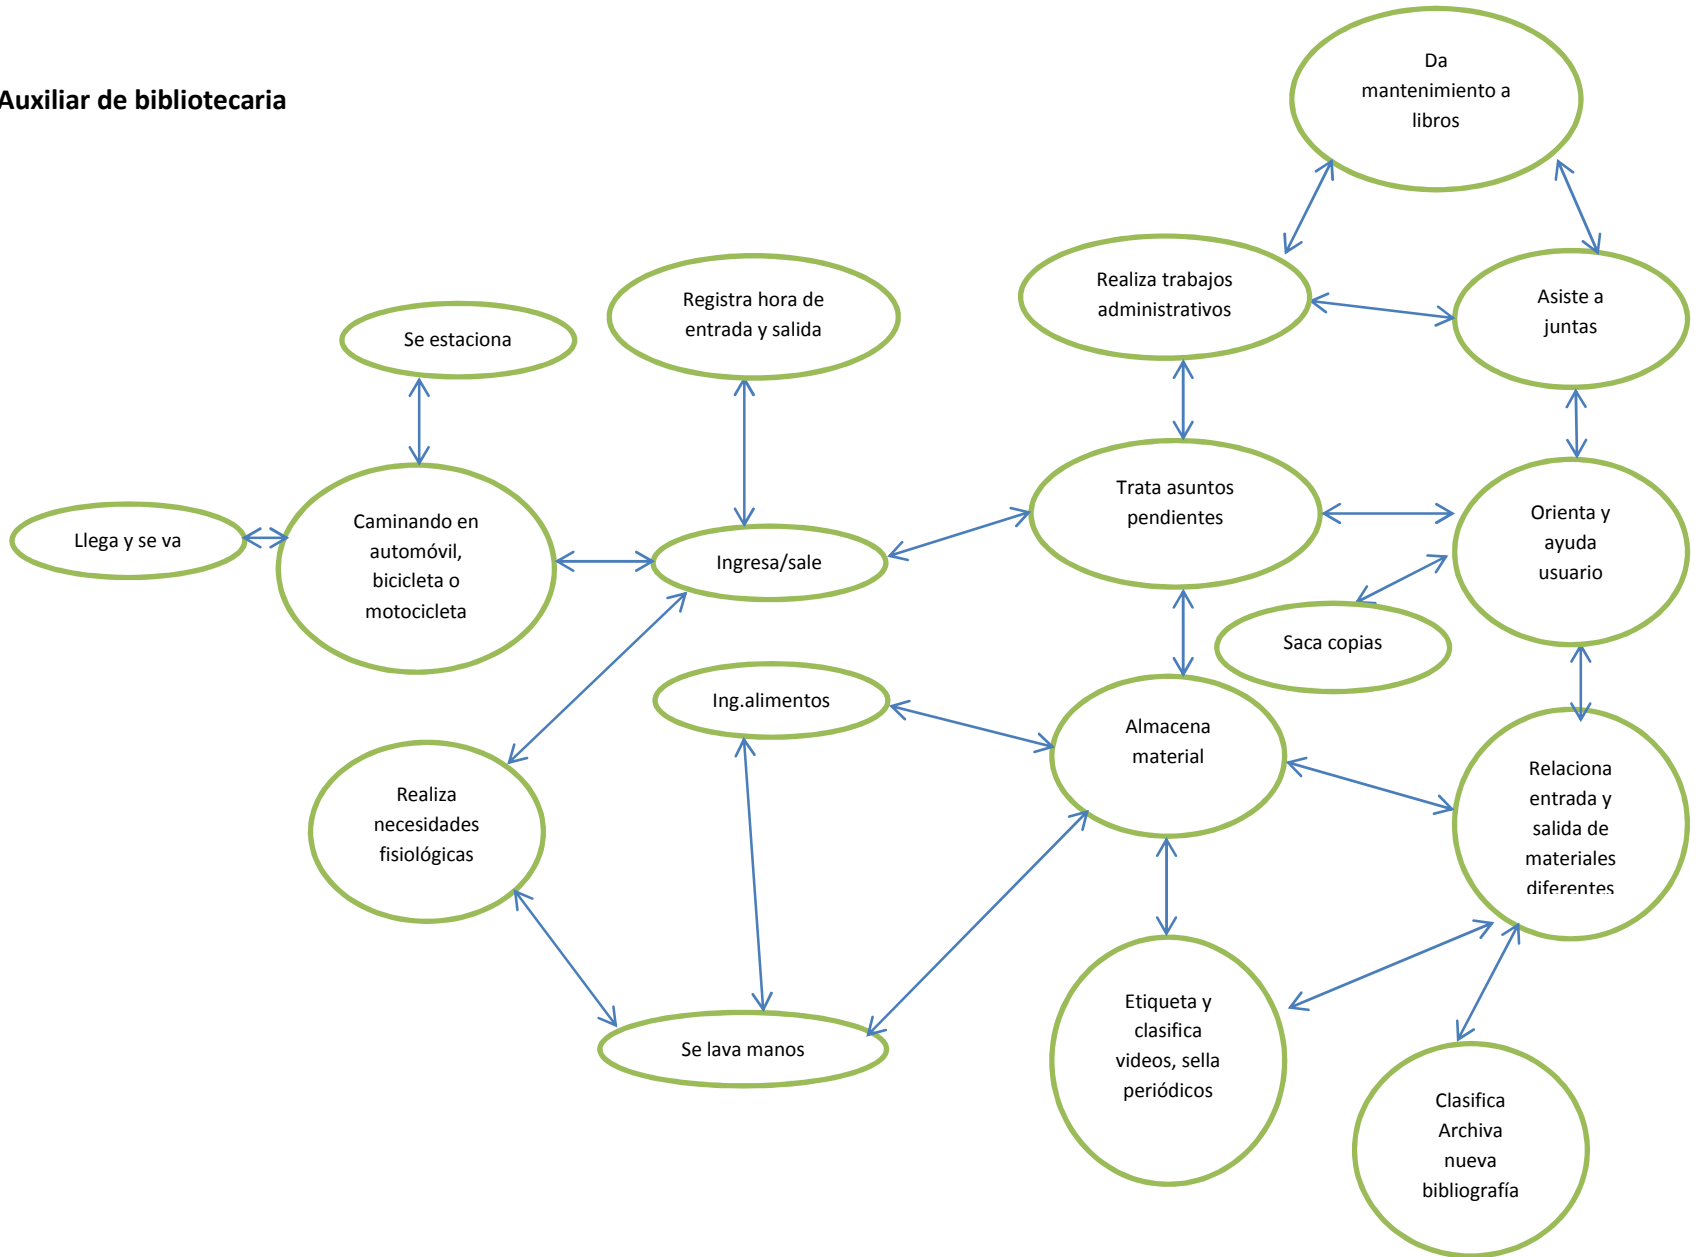 Auxiliar de bibliotecaria
Da
mantenimiento a
libros
Realiza trabajos
administrativos
Asiste a
juntas
Registra hora de
entrada y salida
Se estaciona
Llega y se va
Caminando en
automóvil,
bicicleta o
motocicleta
Ingresa/sale
Trata asuntos
pendientes
Orienta y
ayuda
usuario
Saca copias
Ing.alimentos
Almacena
material
Realiza
necesidades
fisiológicas
Relaciona
entrada y
salida de
materiales
diferentes
Se lava manos
Etiqueta y
clasifica
videos, sella
periódicos
Clasifica
Archiva
nueva
bibliografía